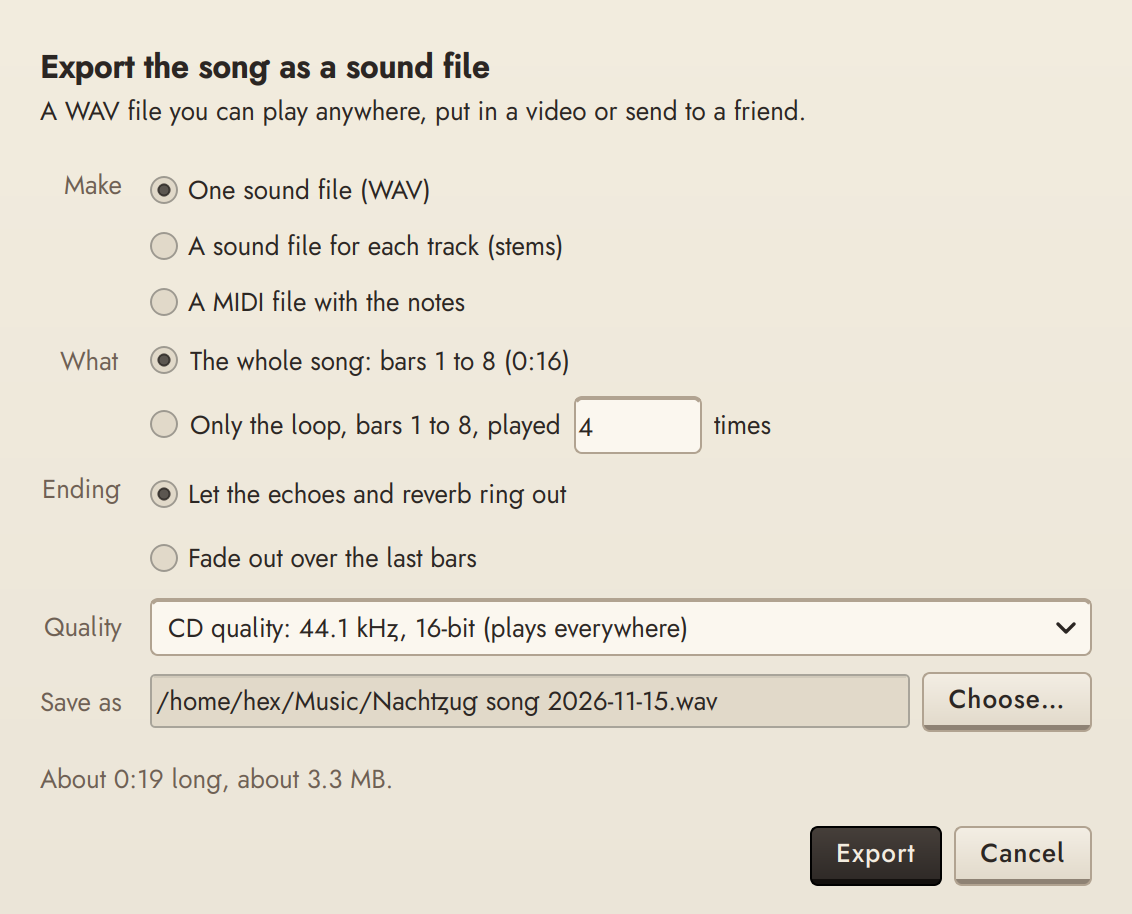 Export the song as a sound file
A WAV file you can play anywhere, put in a video or send to a friend.
Make
One sound file (WAV)
A sound file for each track (stems)
A MIDI file with the notes
What
The whole song: bars 1 to 8 (0:16)
Only the loop, bars 1 to 8, played 4 times
Ending
Let the echoes and reverb ring out
Fade out over the last bars
Quality
CD quality: 44.1 kHz, 16-bit (plays everywhere)
Save as
/home/hex/Music/Nachtzug song 2026-11-15.wav
Choose...
About 0:19 long, about 3.3 MB.
Export
Cancel